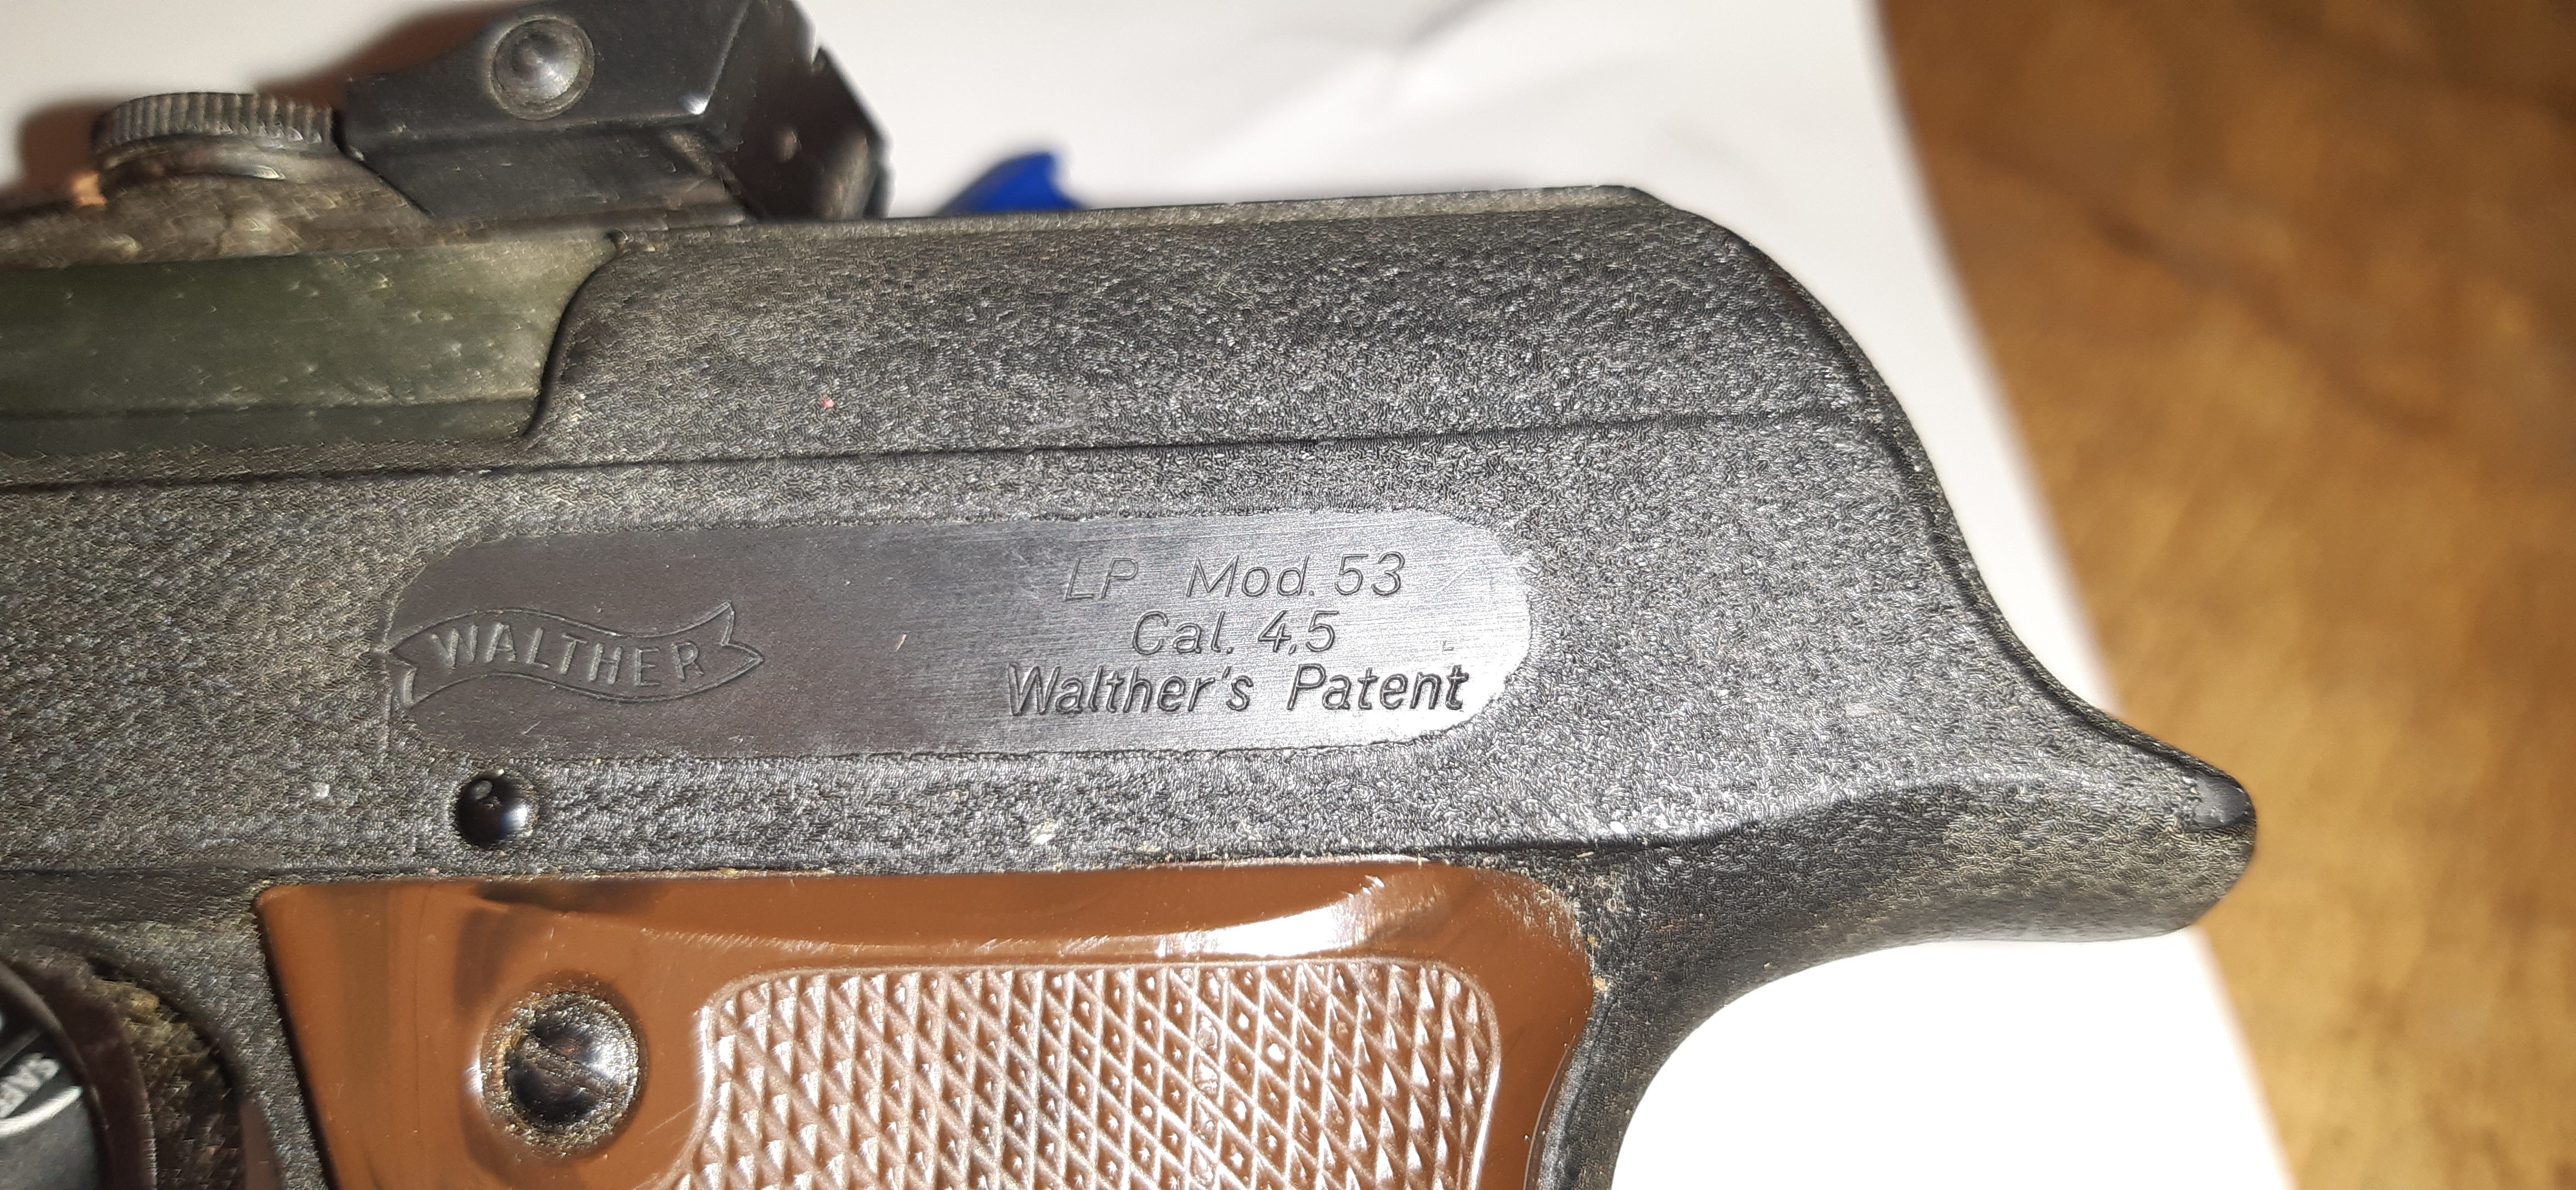 WALTHER
LP Mod. 53
Cal. 4,5
Walther's Patent